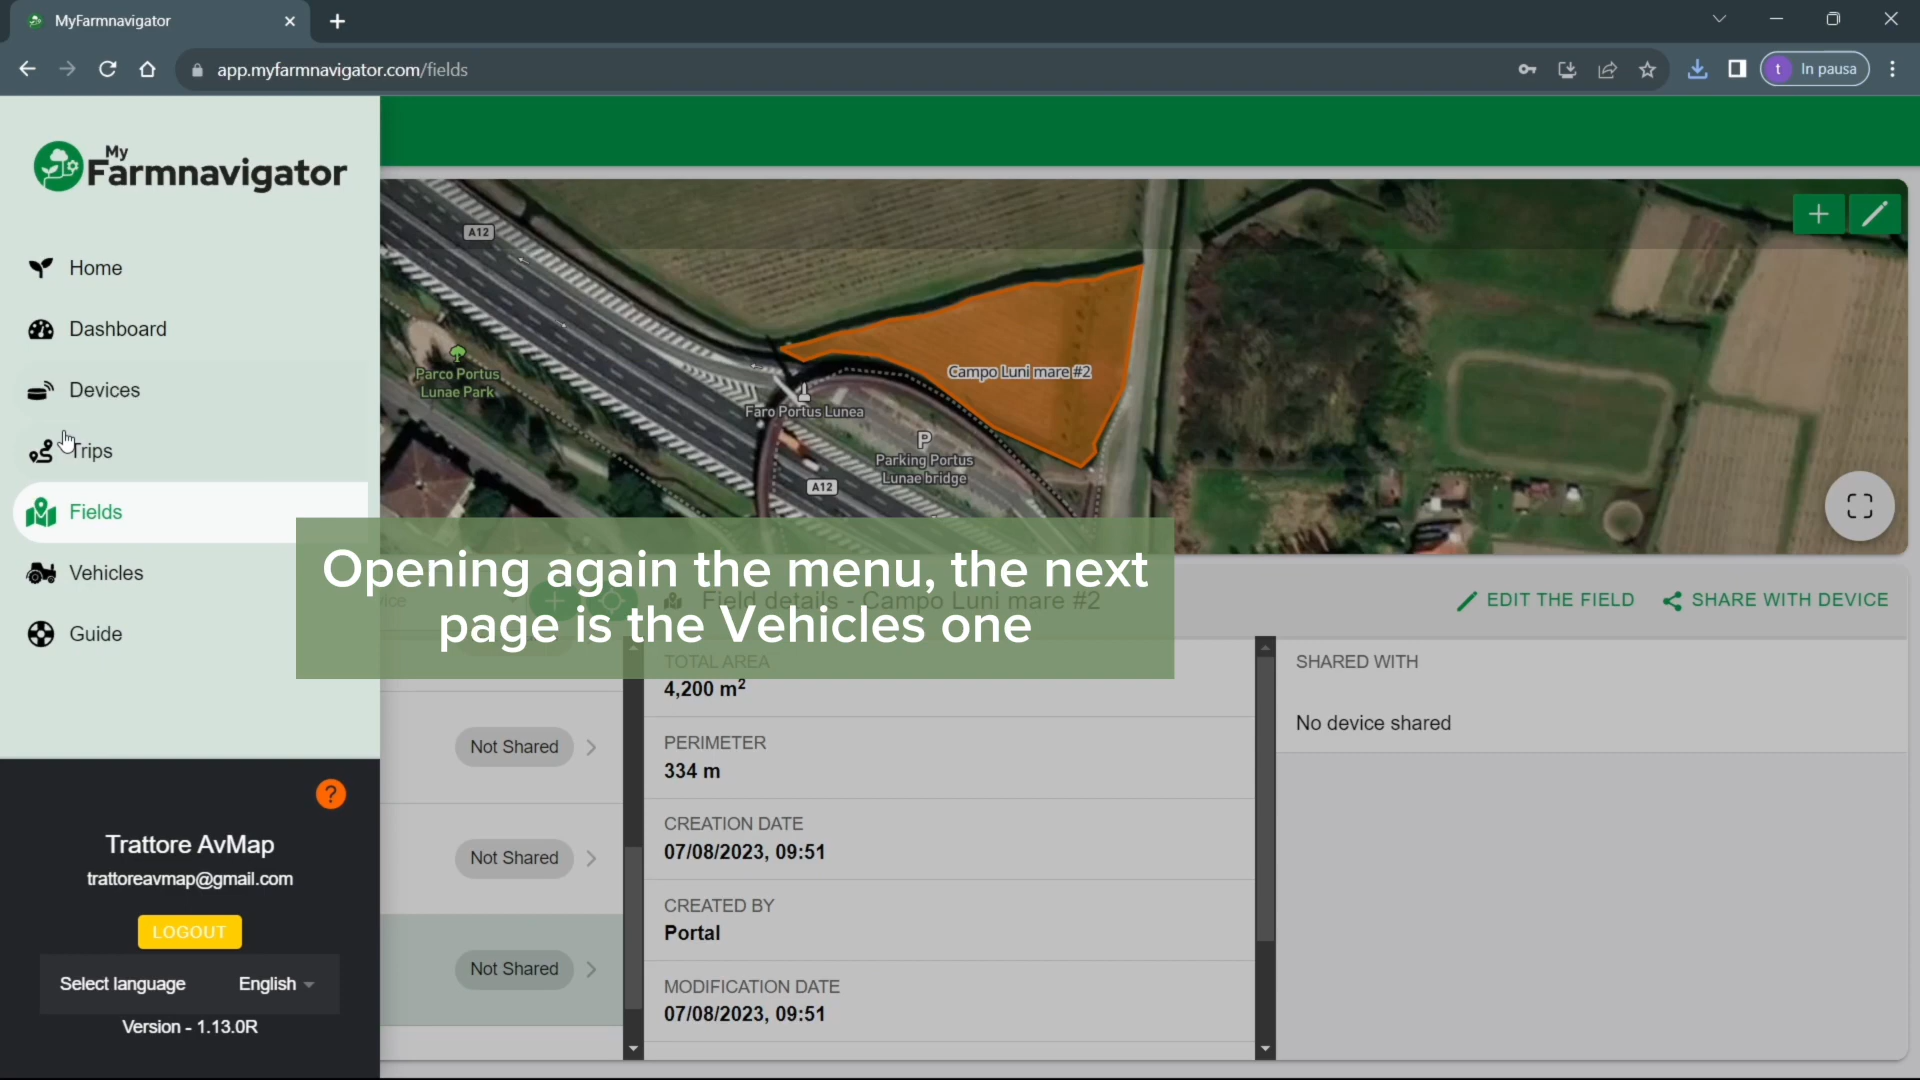 MyFarmnavigator
app.myfarmnavigator.com/fields
t
In pausa
My
Farmnavigator
Home
Dashboard
Devices
Trips
Fields
Vehicles
Guide
?
Trattore AvMap
trattoreavmap@gmail.com
LOGOUT
Select language
English
Version - 1.13.0R
A12
Parco Portus
Lunae Park
Faro Portus Lunea
Campo Luni mare #2
P
Parking Portus
Lunae bridge
A12
Opening again the menu, the next
page is the Vehicles one
Field details - Campo Luni mare #2
EDIT THE FIELD
SHARE WITH DEVICE
Not Shared
Not Shared
Not Shared
TOTAL AREA
4,200 m²
PERIMETER
334 m
CREATION DATE
07/08/2023, 09:51
CREATED BY
Portal
MODIFICATION DATE
07/08/2023, 09:51
SHARED WITH
No device shared